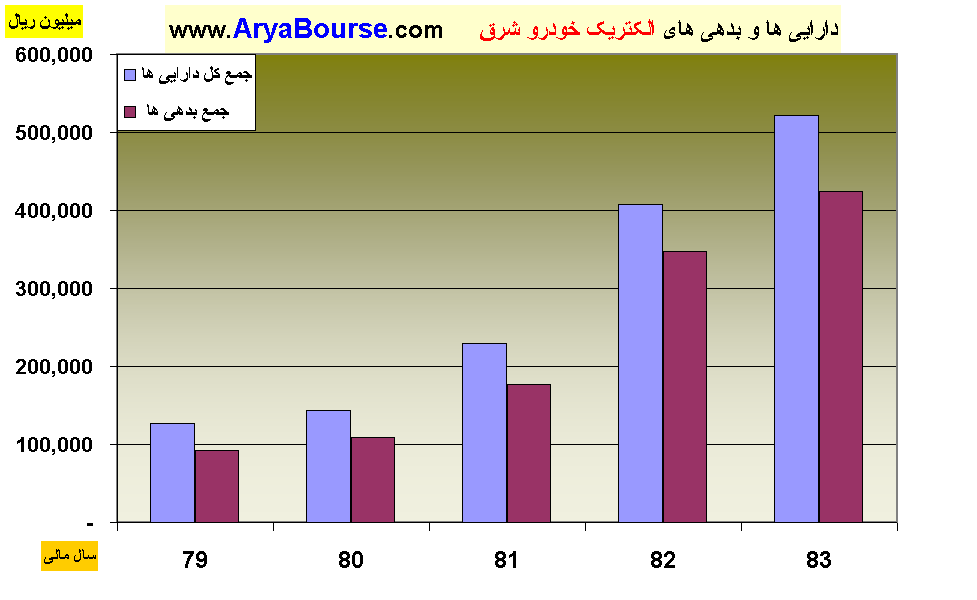 میلیون ریال
دارایی ها و بدهی های الکتریک خودرو شرق www.AryaBourse.com
جمع کل دارایی ها
جمع بدهی ها
600,000
500,000
400,000
300,000
200,000
100,000
-
79 80 81 82 83
سال مالی